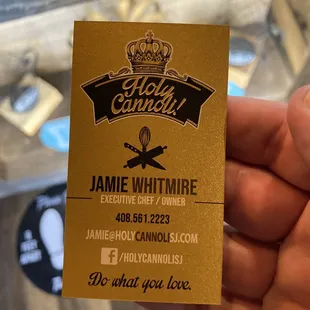 Holy
Cannoli!
JAMIE WHITMIRE
EXECUTIVE CHEF / OWNER
408.561.2223
JAMIE@HOLYCANNOLISJ.COM
f /HOLYCANNOLISJ
Do what you love.